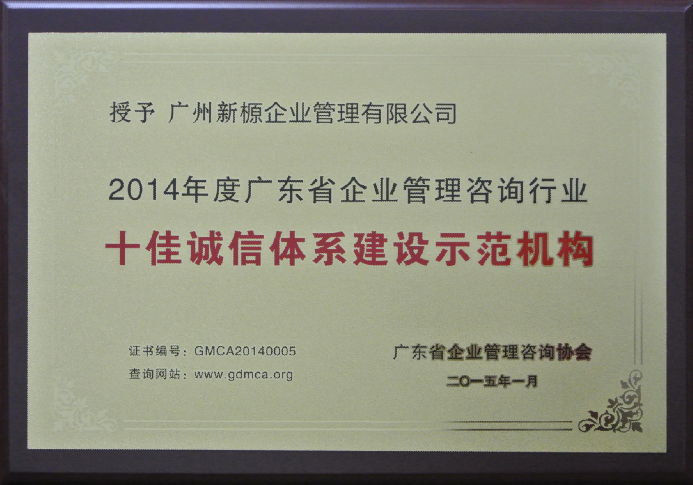 授予 广州新榞企业管理有限公司
2014年度广东省企业管理咨询行业
十佳诚信体系建设示范机构
证书编号：GMCA20140005
广东省企业管理咨询协会
查询网站：www.gdmca.org
二〇一五年一月